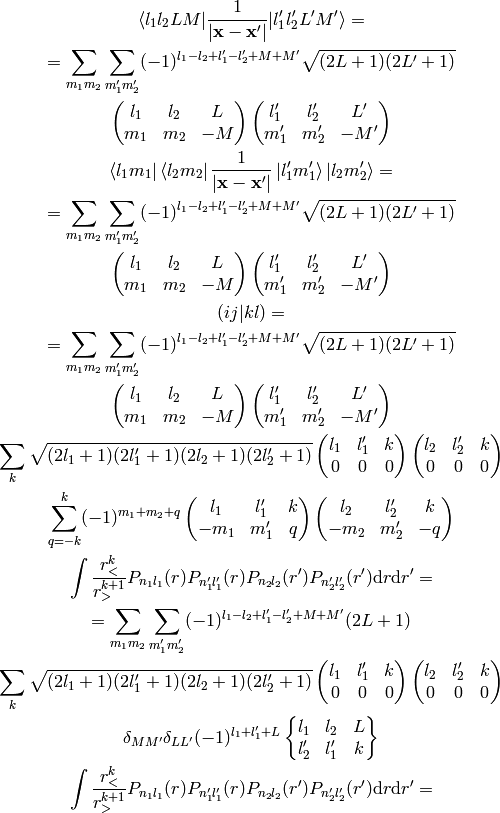 \langle l_1 l_2 L M| \frac{1}{|\mathbf{x} - \mathbf{x}'|} |l_1' l_2' L' M'\rangle =
= \sum_{m_1 m_2} \sum_{m_1' m_2'} (-1)^{l_1 - l_2 + l_1' - l_2' + M + M'} \sqrt{(2L+1)(2L'+1)}
\begin{pmatrix} l_1 & l_2 & L \\ m_1 & m_2 & -M \end{pmatrix} \begin{pmatrix} l_1' & l_2' & L' \\ m_1' & m_2' & -M' \end{pmatrix}
\langle l_1 m_1| \langle l_2 m_2| \frac{1}{|\mathbf{x} - \mathbf{x}'|} |l_1' m_1'\rangle |l_2 m_2'\rangle =
= \sum_{m_1 m_2} \sum_{m_1' m_2'} (-1)^{l_1 - l_2 + l_1' - l_2' + M + M'} \sqrt{(2L+1)(2L'+1)}
\begin{pmatrix} l_1 & l_2 & L \\ m_1 & m_2 & -M \end{pmatrix} \begin{pmatrix} l_1' & l_2' & L' \\ m_1' & m_2' & -M' \end{pmatrix}
(ij|kl) =
= \sum_{m_1 m_2} \sum_{m_1' m_2'} (-1)^{l_1 - l_2 + l_1' - l_2' + M + M'} \sqrt{(2L+1)(2L'+1)}
\begin{pmatrix} l_1 & l_2 & L \\ m_1 & m_2 & -M \end{pmatrix} \begin{pmatrix} l_1' & l_2' & L' \\ m_1' & m_2' & -M' \end{pmatrix}
\sum_k \sqrt{(2l_1+1)(2l_1'+1)(2l_2+1)(2l_2'+1)} \begin{pmatrix} l_1 & l_1' & k \\ 0 & 0 & 0 \end{pmatrix} \begin{pmatrix} l_2 & l_2' & k \\ 0 & 0 & 0 \end{pmatrix}
\sum_{q=-k}^{k} (-1)^{m_1 + m_2 + q} \begin{pmatrix} l_1 & l_1' & k \\ -m_1 & m_1' & q \end{pmatrix} \begin{pmatrix} l_2 & l_2' & k \\ -m_2 & m_2' & -q \end{pmatrix}
\int \frac{r_<^k}{r_>^{k+1}} P_{n_1 l_1}(r) P_{n_1' l_1'}(r) P_{n_2 l_2}(r') P_{n_2' l_2'}(r') \mathrm{d}r \mathrm{d}r' =
= \sum_{m_1 m_2} \sum_{m_1' m_2'} (-1)^{l_1 - l_2 + l_1' - l_2' + M + M'} (2L+1)
\sum_k \sqrt{(2l_1+1)(2l_1'+1)(2l_2+1)(2l_2'+1)} \begin{pmatrix} l_1 & l_1' & k \\ 0 & 0 & 0 \end{pmatrix} \begin{pmatrix} l_2 & l_2' & k \\ 0 & 0 & 0 \end{pmatrix}
\delta_{MM'} \delta_{LL'} (-1)^{l_1 + l_1' + L} \begin{Bmatrix} l_1 & l_2 & L \\ l_2' & l_1' & k \end{Bmatrix}
\int \frac{r_<^k}{r_>^{k+1}} P_{n_1 l_1}(r) P_{n_1' l_1'}(r) P_{n_2 l_2}(r') P_{n_2' l_2'}(r') \mathrm{d}r \mathrm{d}r' =